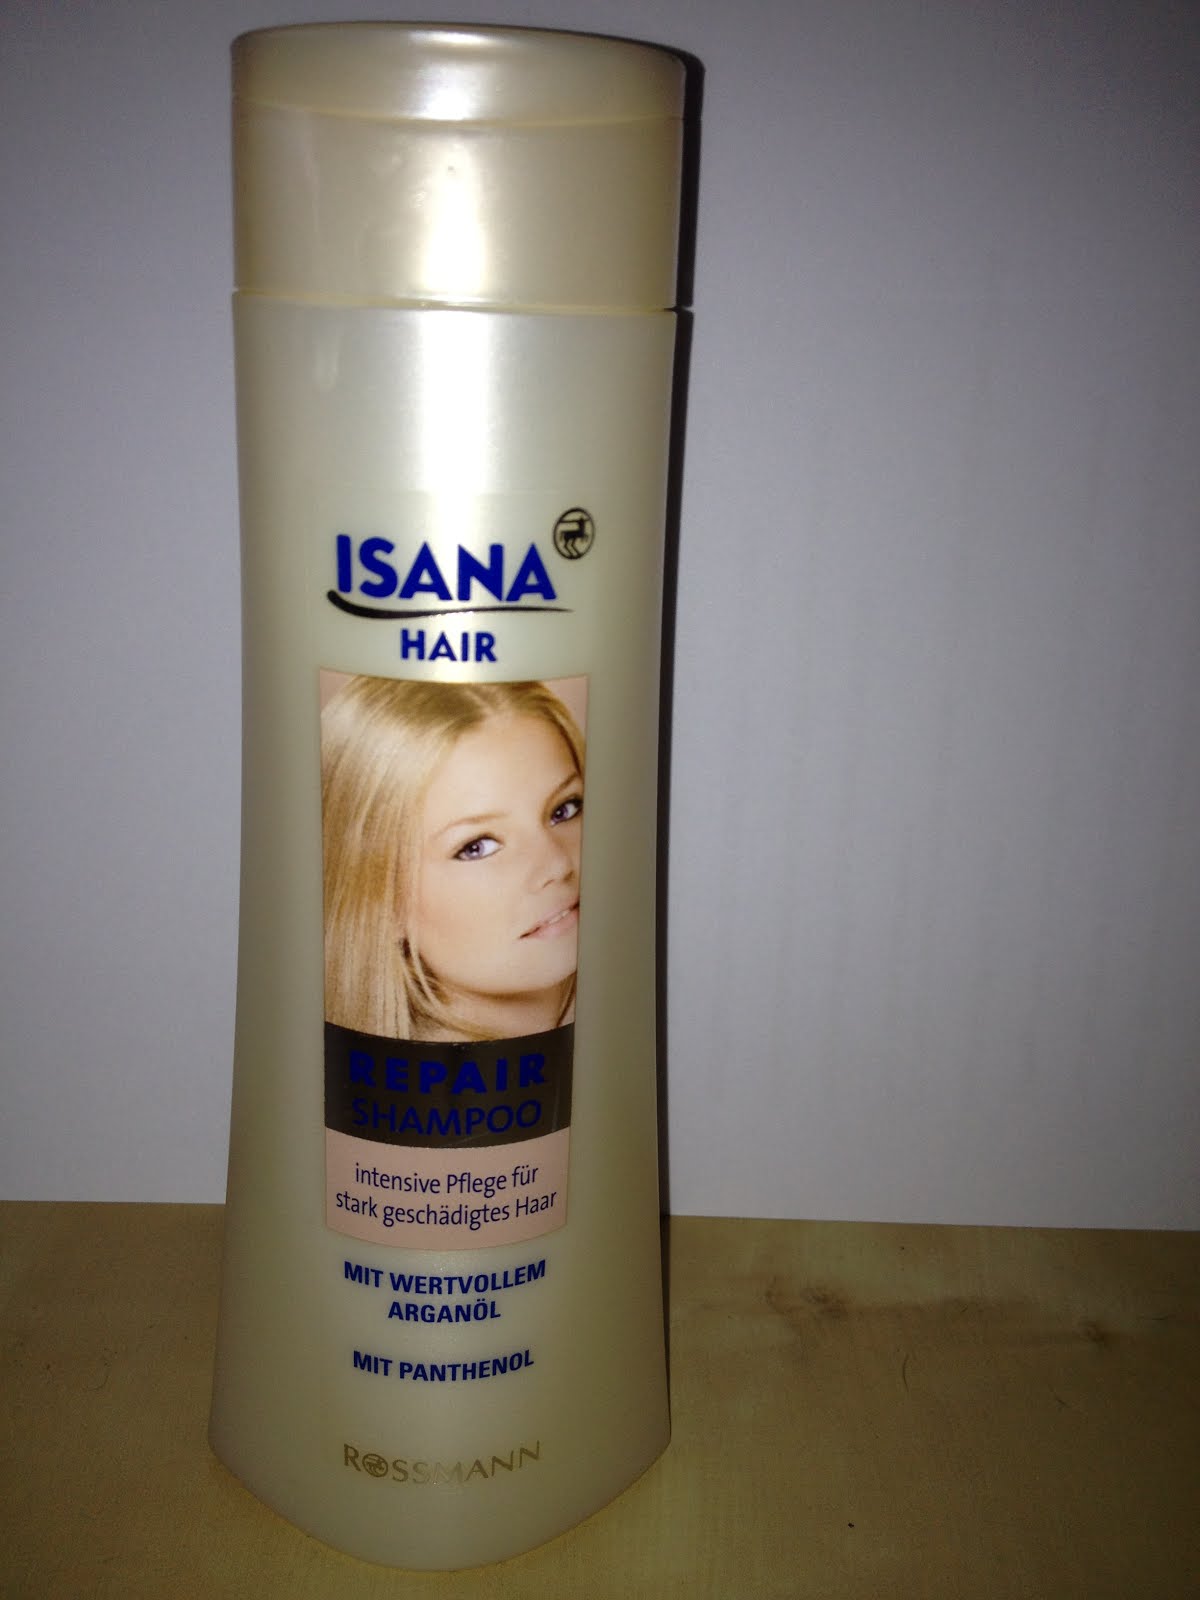 ISANA
HAIR
REPAIR
SHAMPOO
intensive Pflege für
stark geschädigtes Haar
MIT WERTVOLLEM
ARGANÖL
MIT PANTHENOL
ROSSMANN